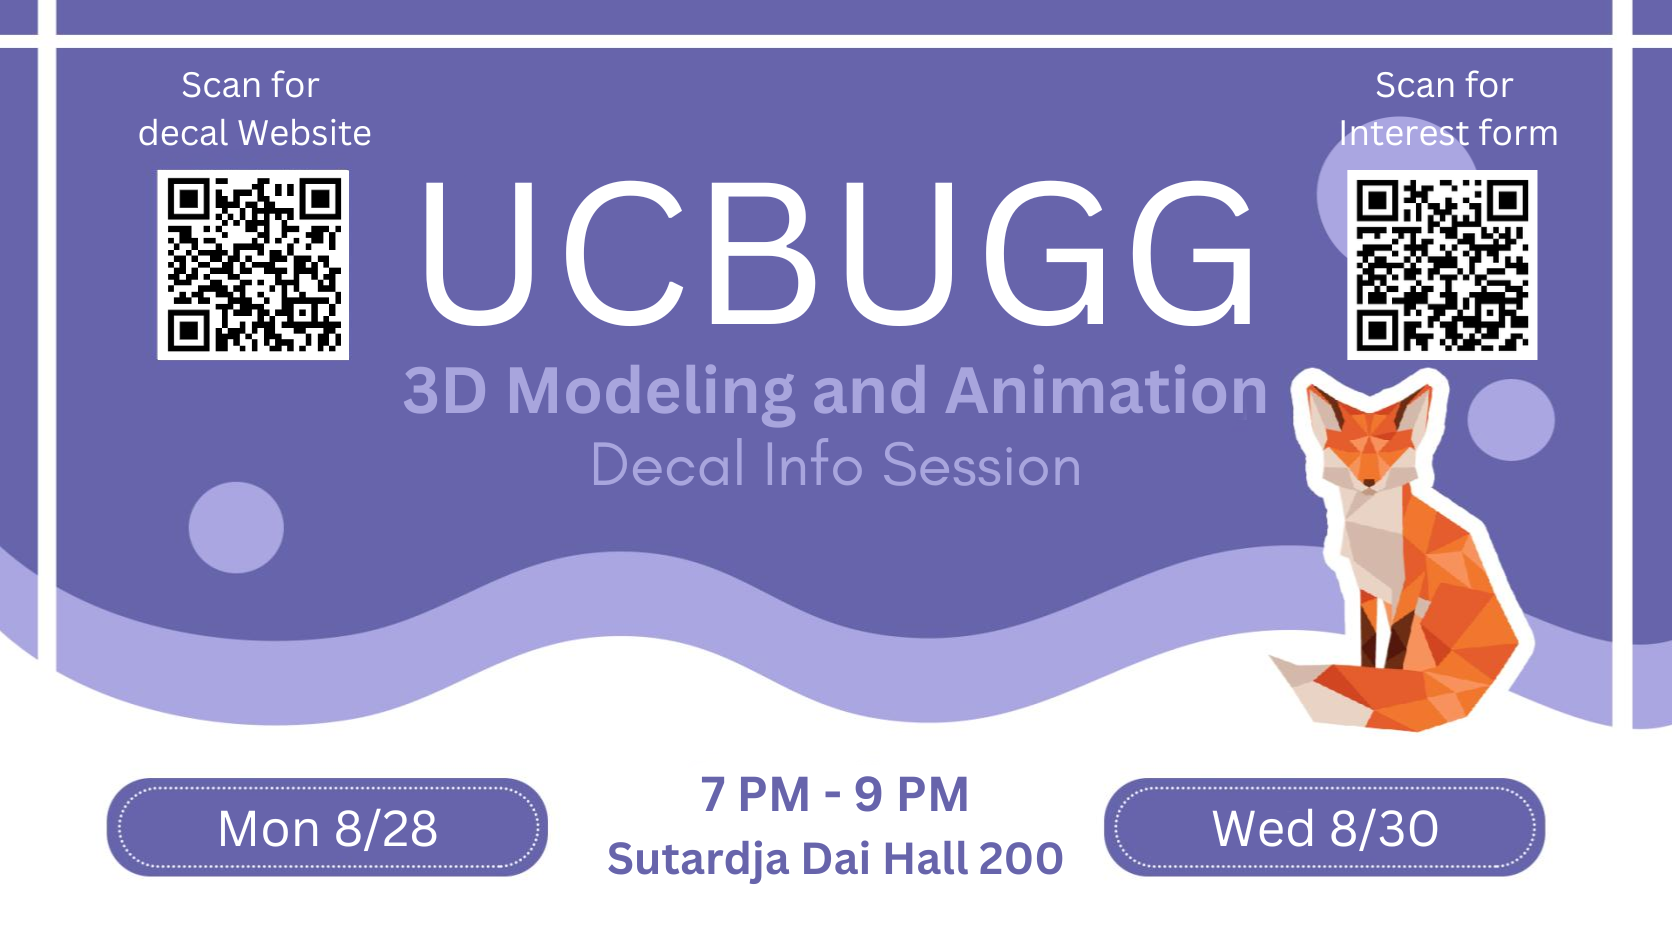 Scan for
decal Website
Scan for
Interest form
UCBUGG
3D Modeling and Animation
Decal Info Session
Mon 8/28
7 PM - 9 PM
Sutardja Dai Hall 200
Wed 8/30